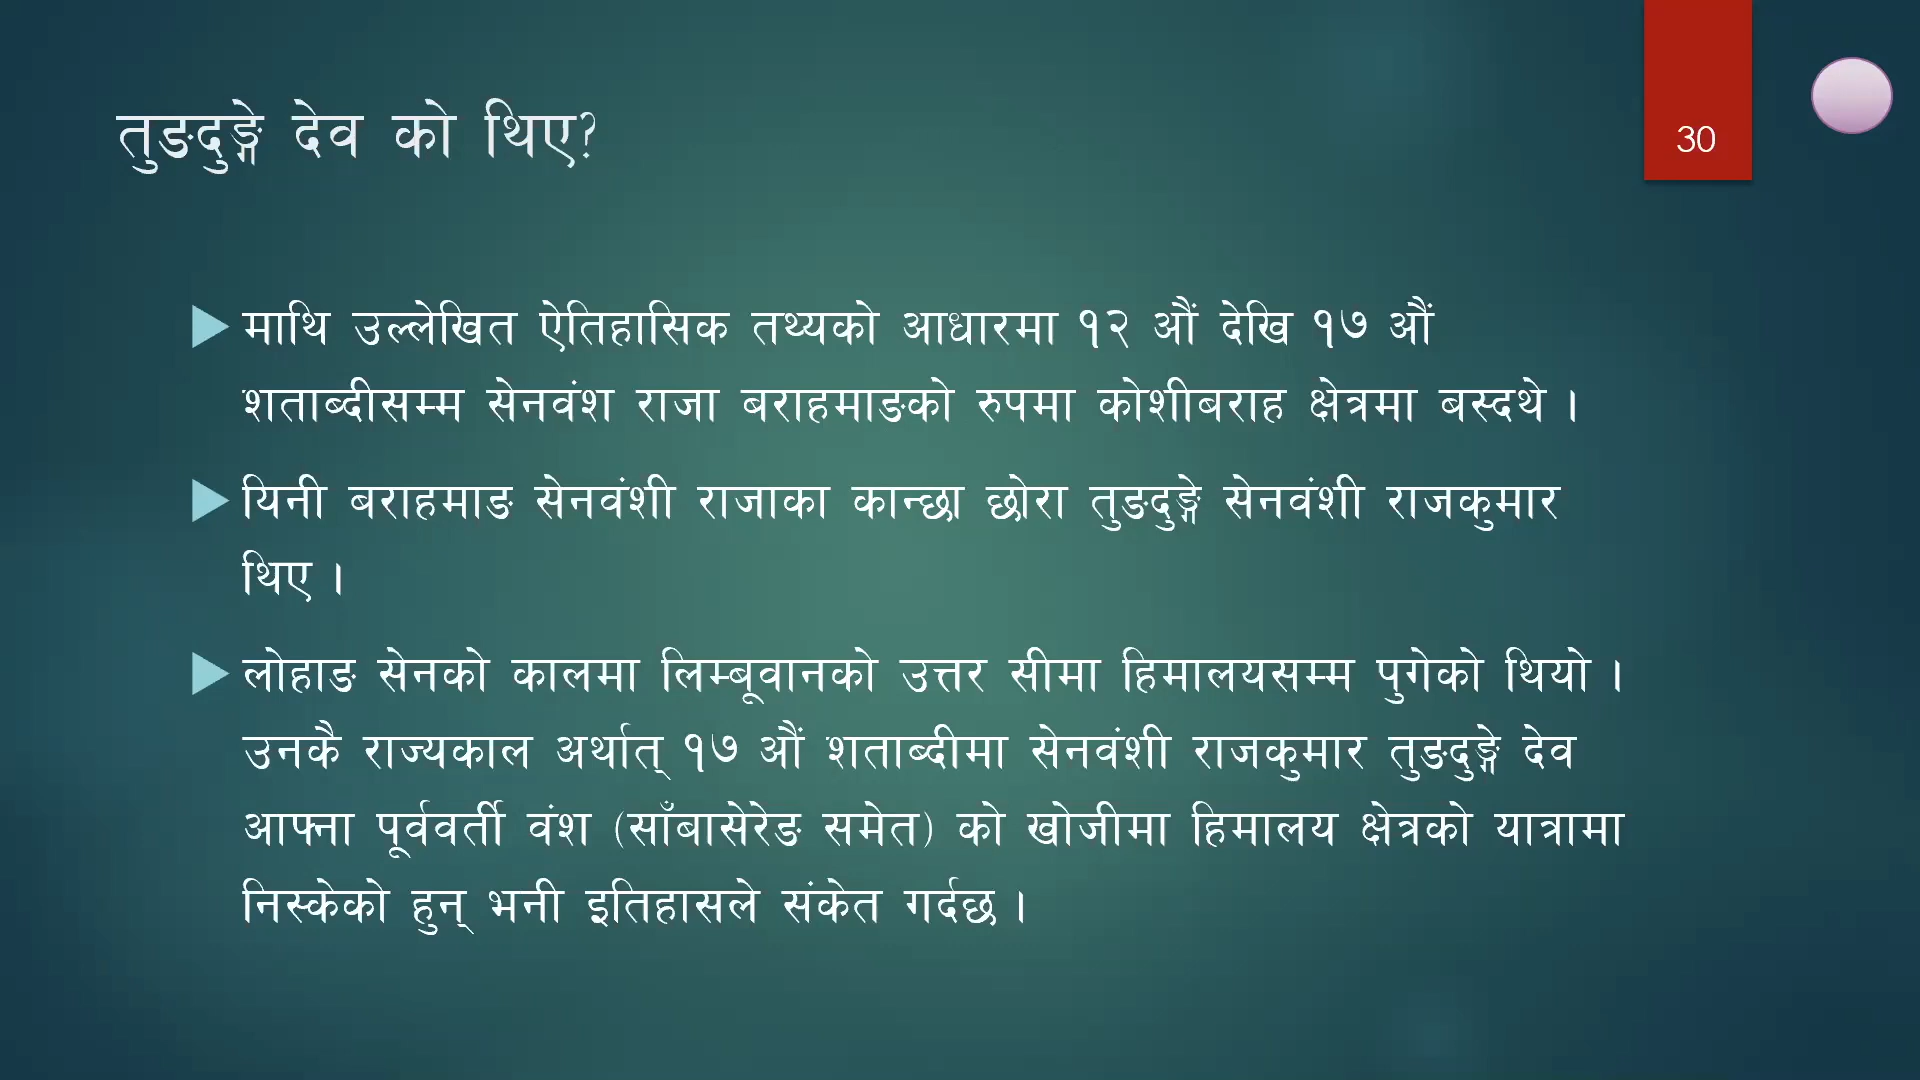 तुङदुङ्गे देव को थिए?
30
माथि उल्लेखित ऐतिहासिक तथ्यको आधारमा १२ औं देखि १७ औं
शताब्दीसम्म सेनवंश राजा बराहमाङको रुपमा कोशीबराह क्षेत्रमा बस्दथे ।
यिनी बराहमाङ सेनवंशी राजाका कान्छा छोरा तुङदुङ्गे सेनवंशी राजकुमार
थिए ।
लोहाङ सेनको कालमा लिम्बूवानको उत्तर सीमा हिमालयसम्म पुगेको थियो ।
उनकै राज्यकाल अर्थात् १७ औं शताब्दीमा सेनवंशी राजकुमार तुङदुङ्गे देव
आफ्ना पूर्ववर्ती वंश (साँबासेरेङ समेत) को खोजीमा हिमालय क्षेत्रको यात्रामा
निस्केको हुन् भनी इतिहासले संकेत गर्दछ ।